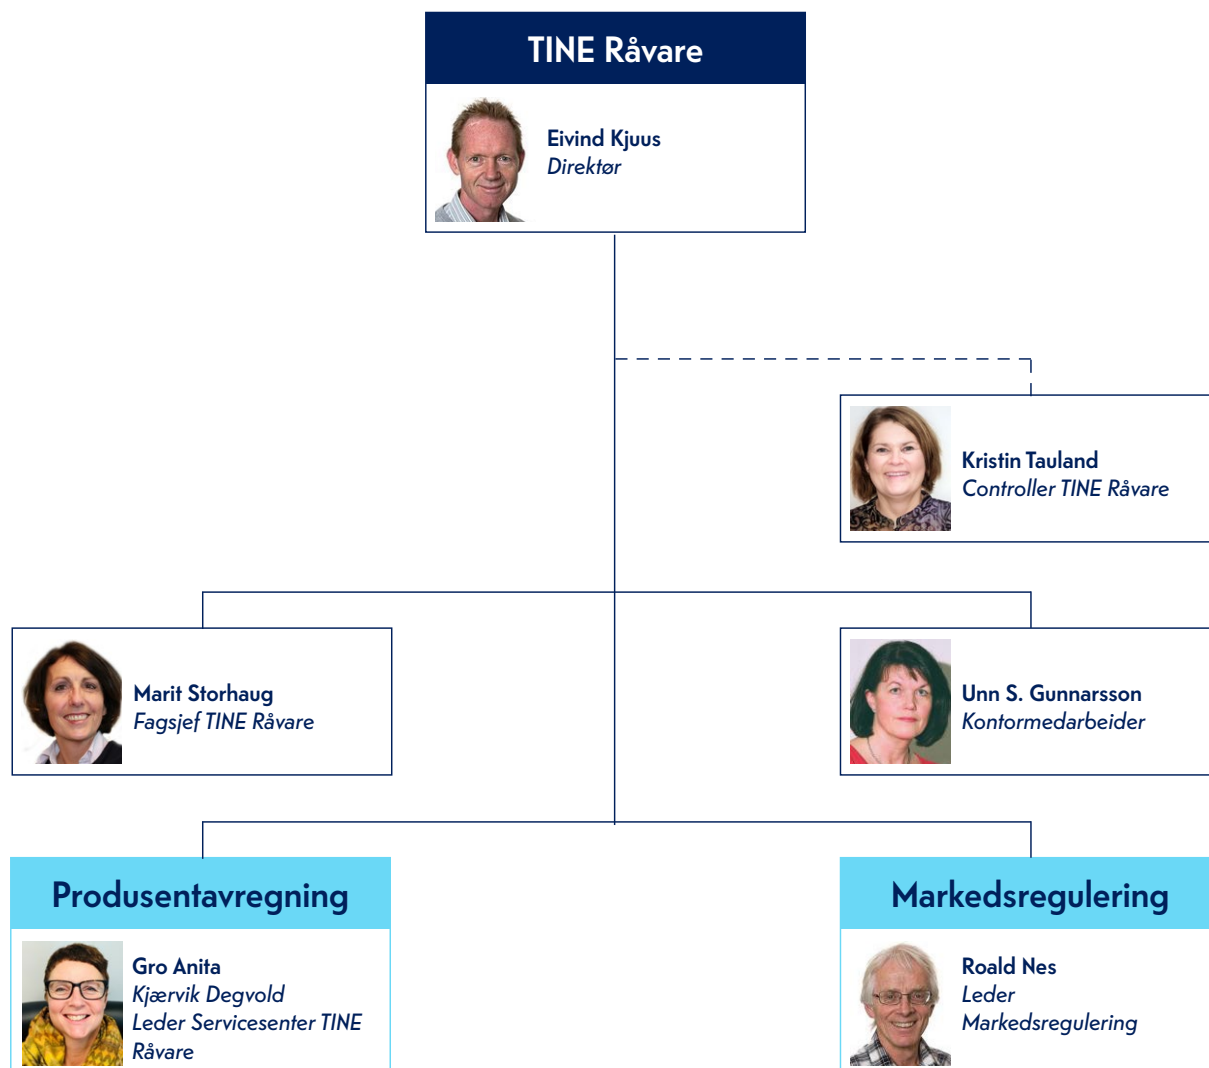 TINE Råvare
Eivind Kjuus
Direktør
Kristin Tauland
Controller TINE Råvare
Marit Storhaug
Fagsjef TINE Råvare
Unn S. Gunnarsson
Kontormedarbeider
Produsentavregning
Gro Anita
Kjærvik Degvold
Leder Servicesenter TINE
Råvare
Markedsregulering
Roald Nes
Leder
Markedsregulering